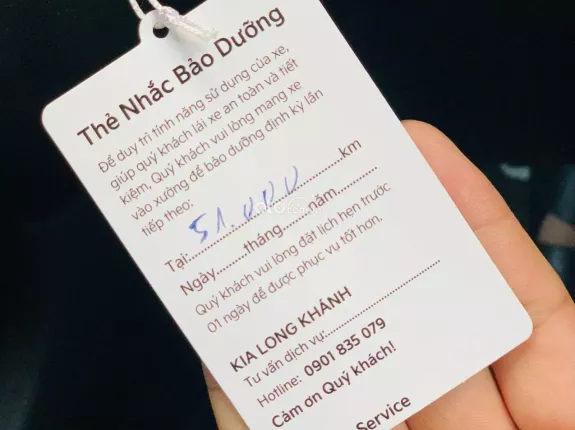 Thẻ Nhắc Bảo Dưỡng
Để duy trì tính năng sử dụng của xe,
giúp quý khách lái xe an toàn và tiết
kiệm, Quý khách vui lòng mang xe
vào xưởng để bảo dưỡng định kỳ lần
tiếp theo:
Tại: 51.000 km
Ngày........tháng........năm............
Quý khách vui lòng đặt lịch hẹn trước
01 ngày để được phục vụ tốt hơn.
KIA LONG KHÁNH
Tư vấn dịch vụ:..............................
Hotline: 0901 835 079
Cảm ơn Quý khách!
Service